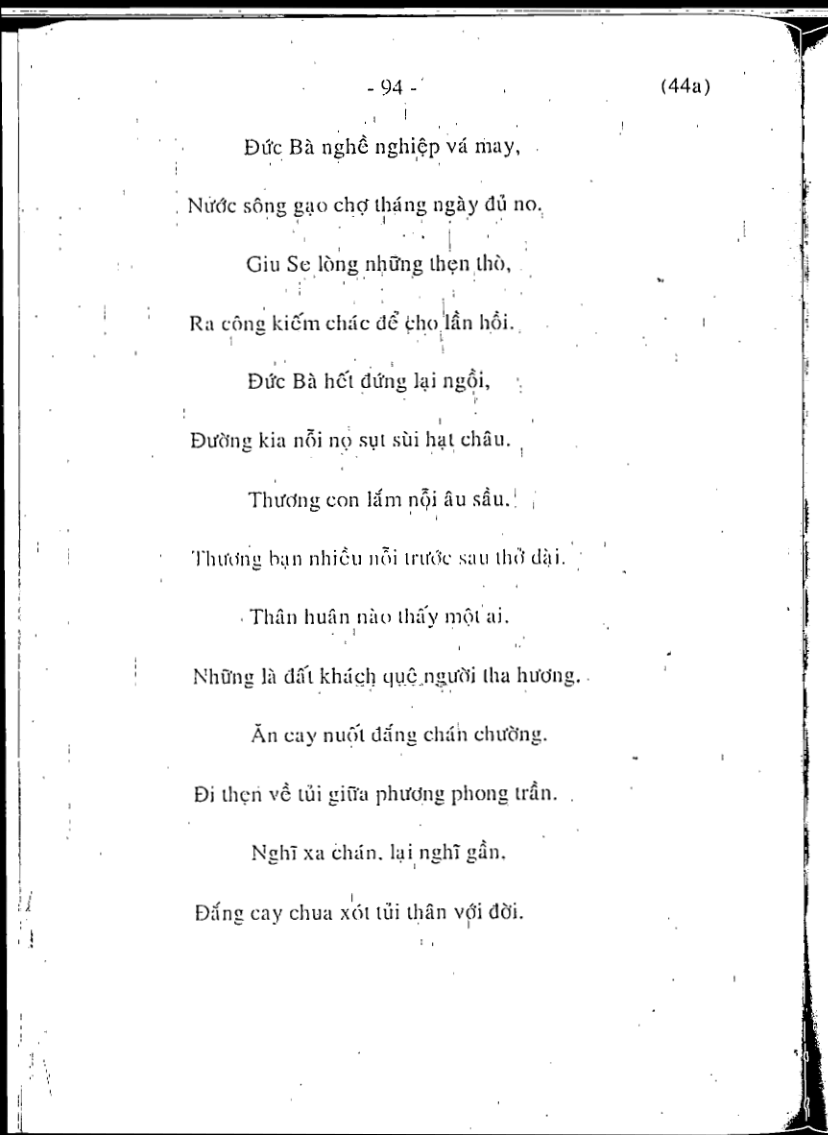 - 94 - (44a)
Đức Bà nghề nghiệp vá may,
Nước sông gạo chợ tháng ngày đủ no.
Giu Se lòng những thẹn thò,
Ra công kiếm chác để cho lần hồi.
Đức Bà hết đứng lại ngồi,
Đường kia nỗi nọ sụt sùi hạt châu.
Thương con lắm nỗi âu sầu.
Thương bạn nhiều nỗi trước sau thở dài.
Thân huân nào thấy một ai.
Những là đất khách quê người tha hương.
Ăn cay nuốt đắng chán chường.
Đi thẹn về tủi giữa phương phong trần.
Nghĩ xa chán. lại nghĩ gần.
Đắng cay chua xót tủi thân với đời.